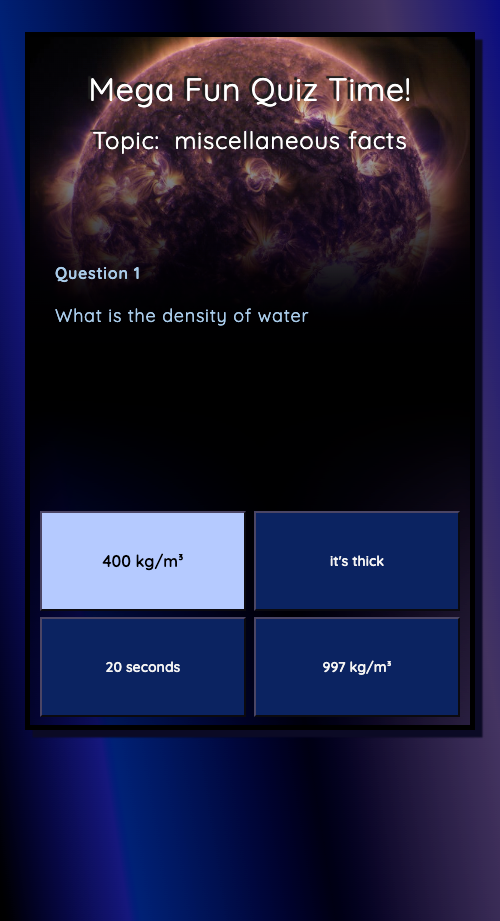 Mega Fun Quiz Time!
Topic: miscellaneous facts
Question 1
What is the density of water
400 kg/m³
it's thick
20 seconds
997 kg/m³